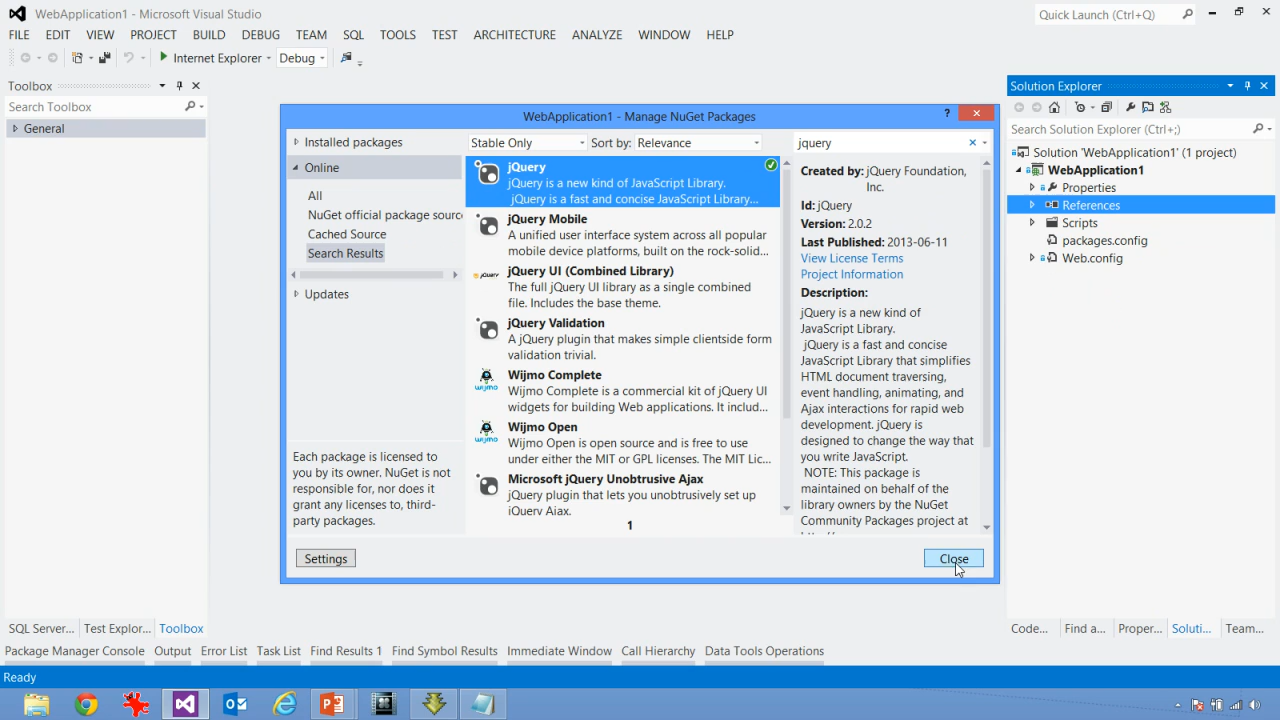 WebApplication1 - Microsoft Visual Studio
Quick Launch (Ctrl+Q)
FILE EDIT VIEW PROJECT BUILD DEBUG TEAM SQL TOOLS TEST ARCHITECTURE ANALYZE WINDOW HELP
Internet Explorer Debug
Toolbox
Search Toolbox
General
WebApplication1 - Manage NuGet Packages
Installed packages
Online
All
NuGet official package source
Cached Source
Search Results
Updates
Each package is licensed to
you by its owner. NuGet is not
responsible for, nor does it
grant any licenses to, third-
party packages.
Settings
Stable Only Sort by: Relevance
jQuery
jQuery is a new kind of JavaScript Library.
jQuery is a fast and concise JavaScript Library...
jQuery Mobile
A unified user interface system across all popular
mobile device platforms, built on the rock-solid...
jQuery UI (Combined Library)
The full jQuery UI library as a single combined
file. Includes the base theme.
jQuery Validation
A jQuery plugin that makes simple clientside form
validation trivial.
Wijmo Complete
Wijmo Complete is a commercial kit of jQuery UI
widgets for building Web applications. It includ...
Wijmo Open
Wijmo Open is open source and is free to use
under either the MIT or GPL licenses. The MIT Lic...
Microsoft jQuery Unobtrusive Ajax
jQuery plugin that lets you unobtrusively set up
jQuery Ajax.
1
jquery
Created by: jQuery Foundation,
Inc.
Id: jQuery
Version: 2.0.2
Last Published: 2013-06-11
View License Terms
Project Information
Description:
jQuery is a new kind of
JavaScript Library.
jQuery is a fast and concise
JavaScript Library that simplifies
HTML document traversing,
event handling, animating, and
Ajax interactions for rapid web
development. jQuery is
designed to change the way that
you write JavaScript.
NOTE: This package is
maintained on behalf of the
library owners by the NuGet
Community Packages project at
Close
Solution Explorer
Search Solution Explorer (Ctrl+;)
Solution 'WebApplication1' (1 project)
WebApplication1
Properties
References
Scripts
packages.config
Web.config
SQL Server... Test Explor... Toolbox
Code... Find a... Proper... Soluti... Team...
Package Manager Console Output Error List Task List Find Results 1 Find Symbol Results Immediate Window Call Hierarchy Data Tools Operations
Ready